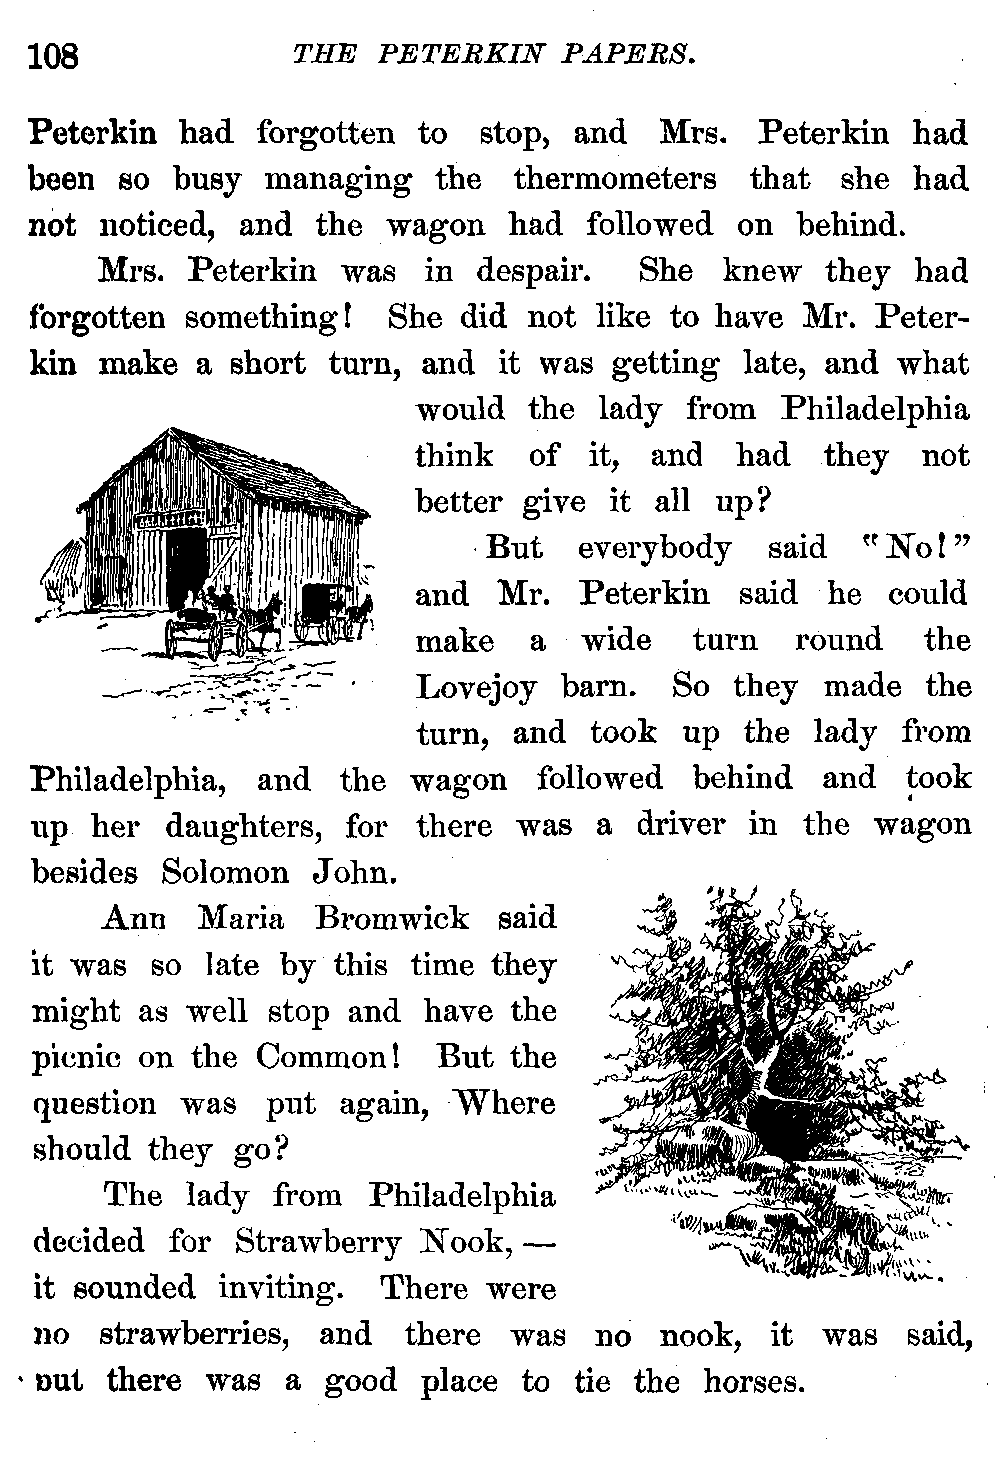 108 THE PETERKIN PAPERS.
Peterkin had forgotten to stop, and Mrs. Peterkin had
been so busy managing the thermometers that she had
not noticed, and the wagon had followed on behind.
Mrs. Peterkin was in despair. She knew they had
forgotten something! She did not like to have Mr. Peter-
kin make a short turn, and it was getting late, and what
would the lady from Philadelphia
think of it, and had they not
better give it all up?
But everybody said "No!"
and Mr. Peterkin said he could
make a wide turn round the
Lovejoy barn. So they made the
turn, and took up the lady from
Philadelphia, and the wagon followed behind and took
up her daughters, for there was a driver in the wagon
besides Solomon John.
Ann Maria Bromwick said
it was so late by this time they
might as well stop and have the
picnic on the Common! But the
question was put again, Where
should they go?
The lady from Philadelphia
decided for Strawberry Nook, —
it sounded inviting. There were
no strawberries, and there was no nook, it was said,
but there was a good place to tie the horses.